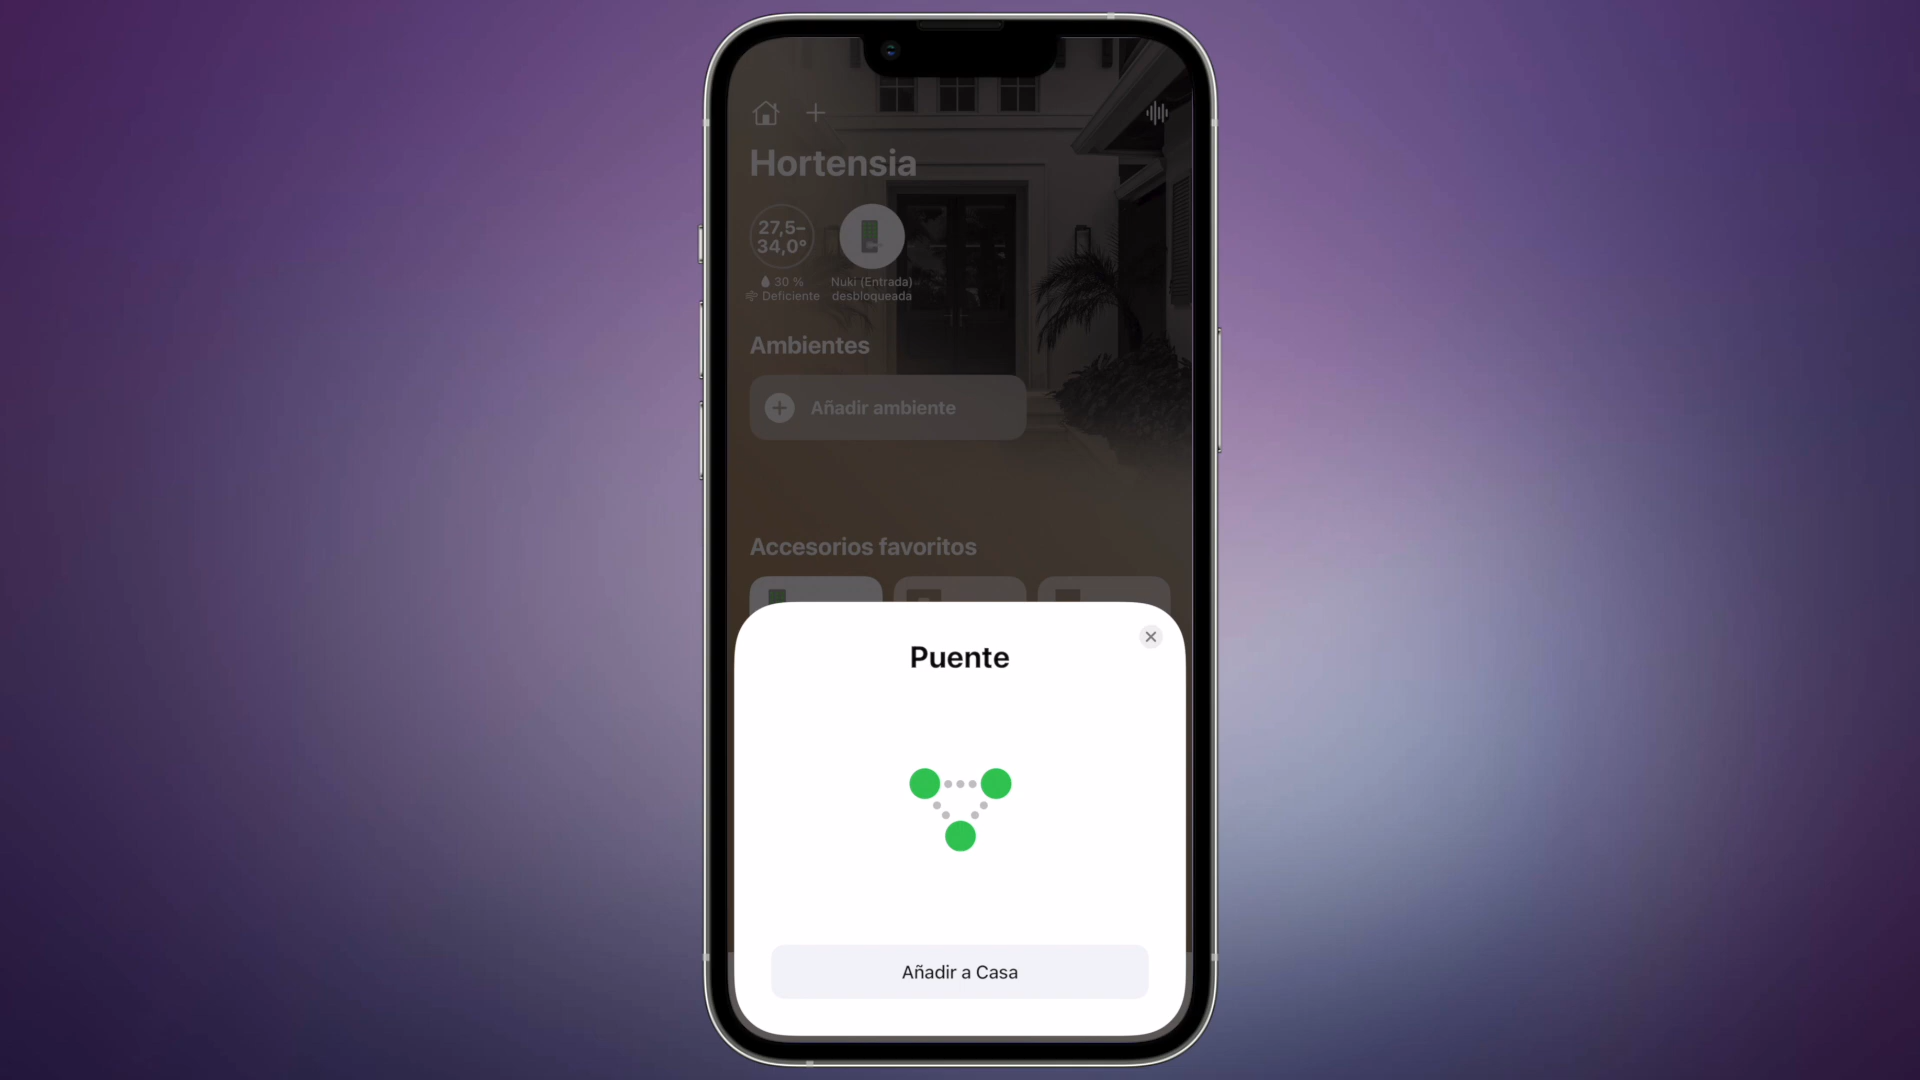 Hortensia
27,5–
34,0°
30 %
Deficiente
Nuki (Entrada)
desbloqueada
Ambientes
Añadir ambiente
Accesorios favoritos
Puente
Añadir a Casa